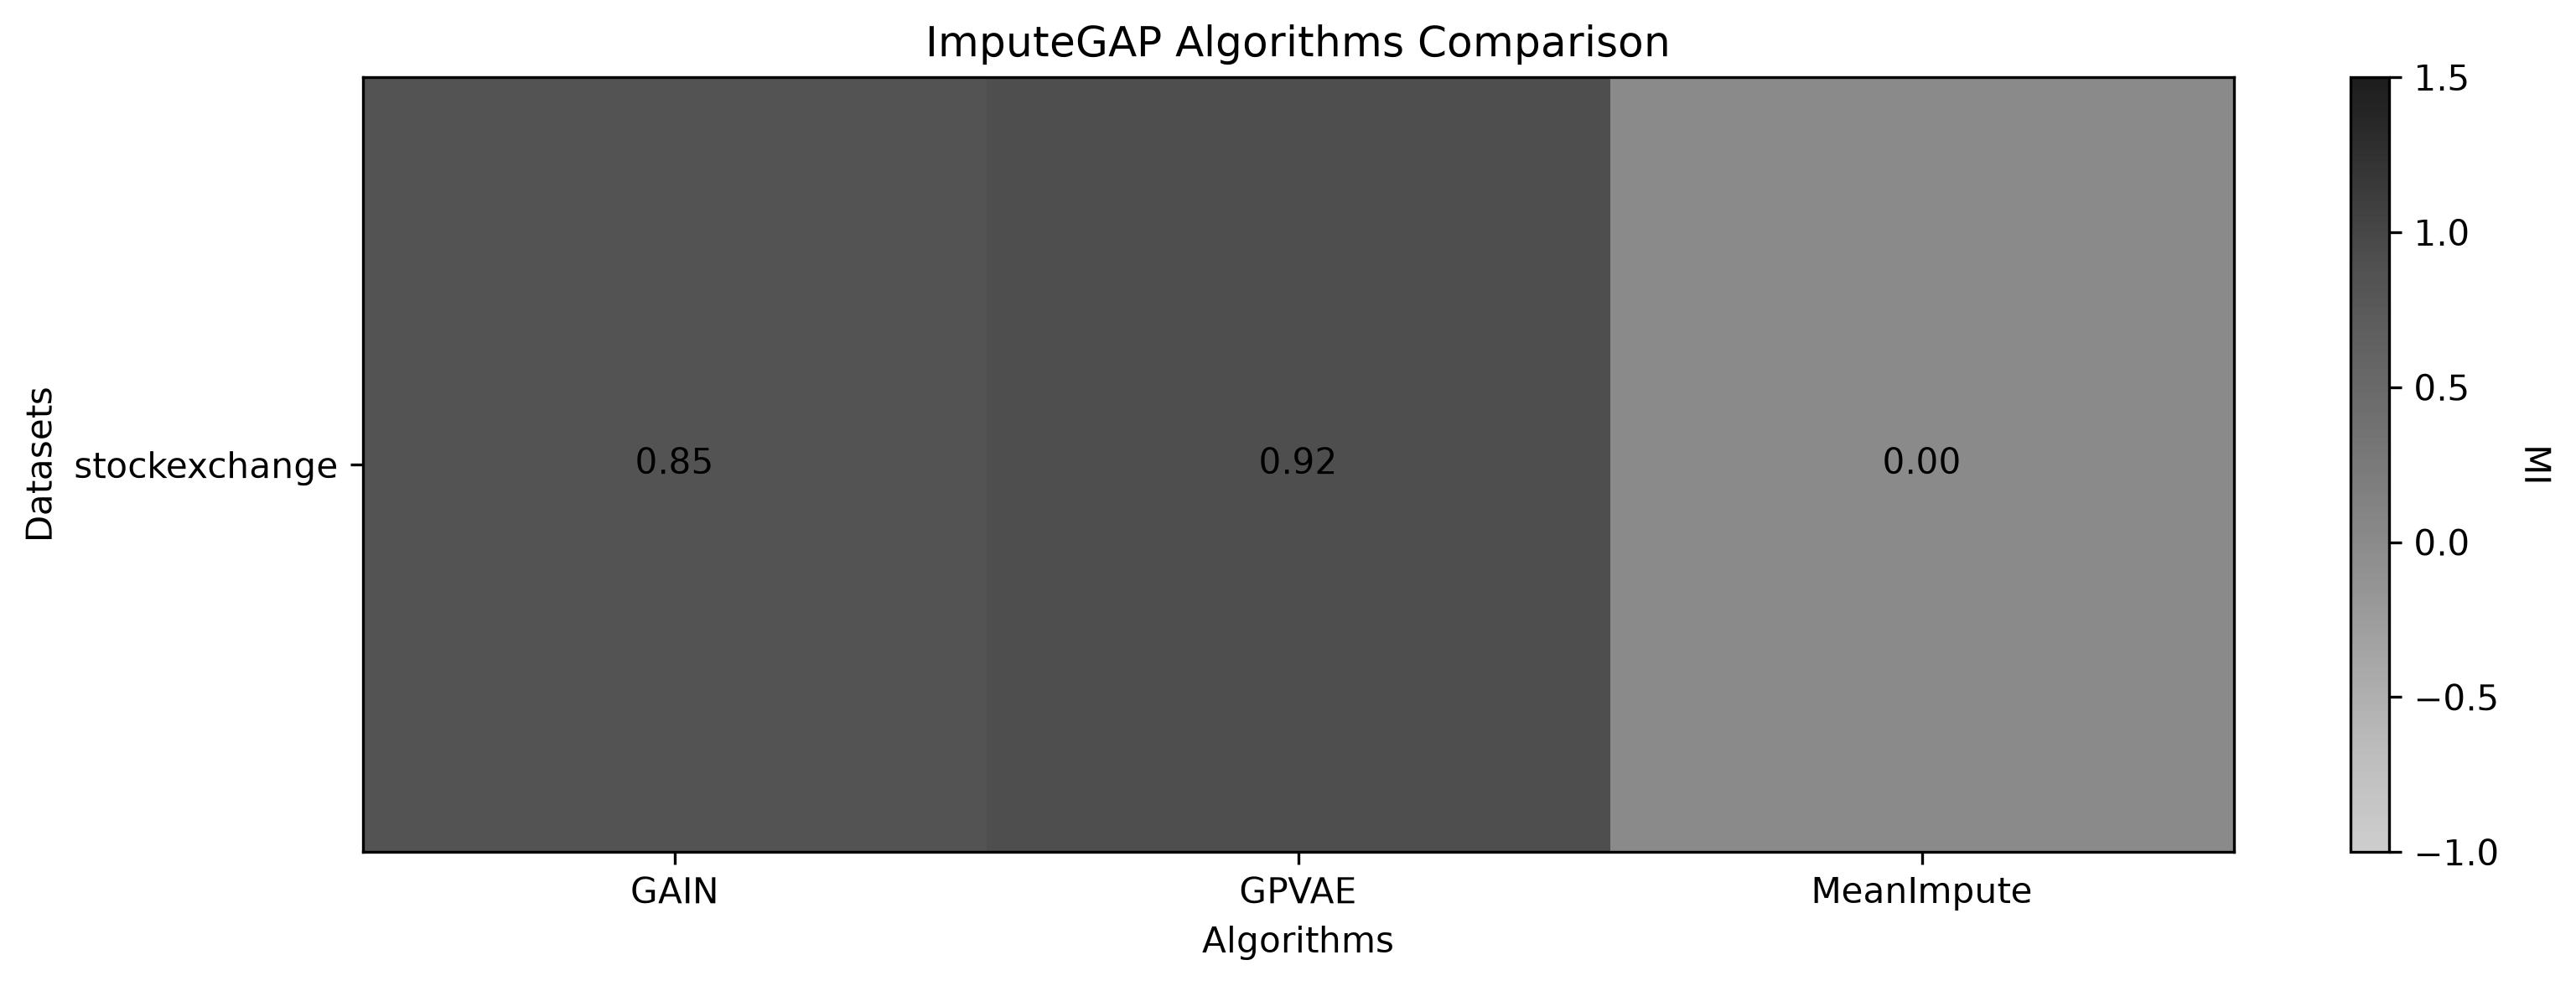 ImputeGAP Algorithms Comparison
Datasets
stockexchange
0.85
0.92
0.00
GAIN
GPVAE
MeanImpute
Algorithms
1.5
1.0
0.5
0.0
−0.5
−1.0
MI